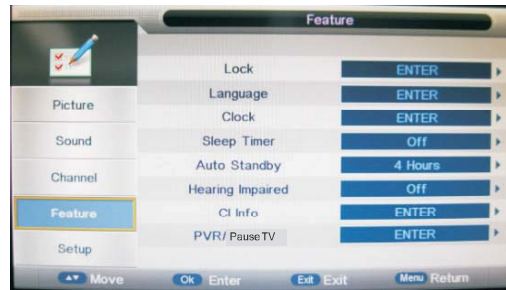 Feature
Lock ENTER
Language ENTER
Picture
Clock ENTER
Sound
Sleep Timer Off
Auto Standby 4 Hours
Channel
Hearing Impaired Off
Feature
CI Info ENTER
PVR/ Pause TV ENTER
Setup
Move Ok Enter Exit Exit Menu Return